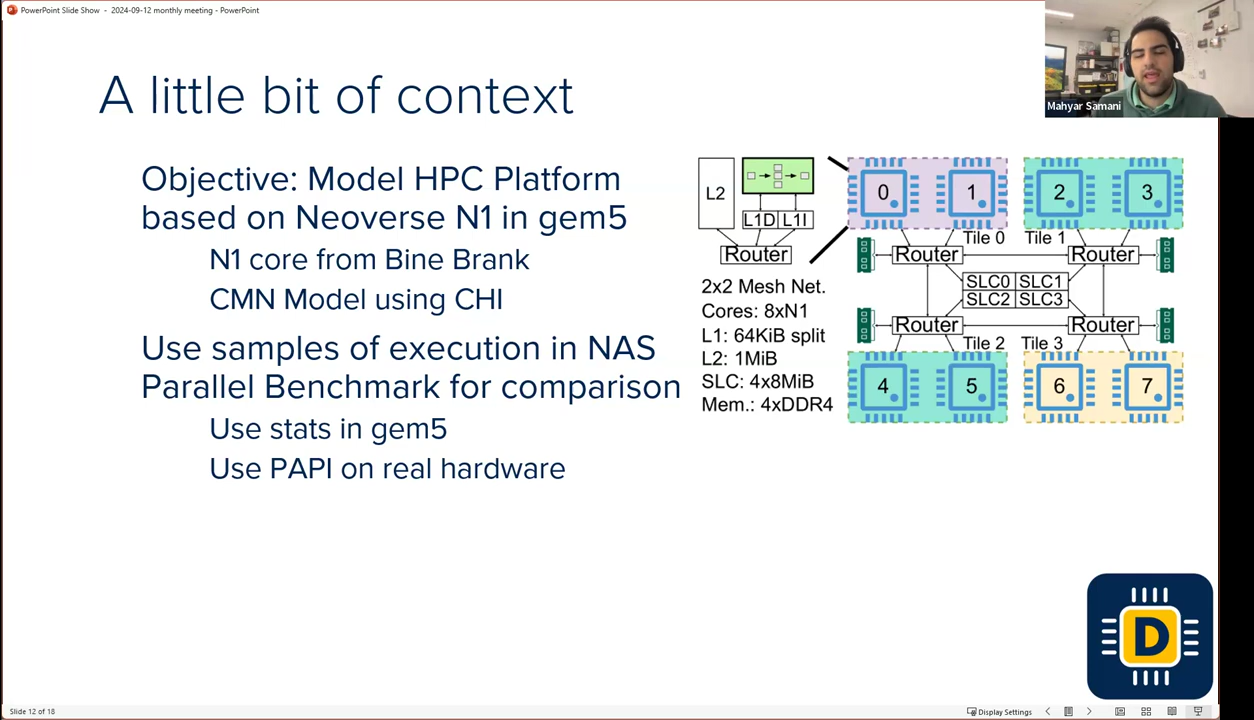 PowerPoint Slide Show - 2024-09-12 monthly meeting - PowerPoint
Mahyar Samani
A little bit of context
Objective: Model HPC Platform
based on Neoverse N1 in gem5
N1 core from Bine Brank
CMN Model using CHI
Use samples of execution in NAS
Parallel Benchmark for comparison
Use stats in gem5
Use PAPI on real hardware
L2
L1D L1I
Router
2x2 Mesh Net.
Cores: 8xN1
L1: 64KiB split
L2: 1MiB
SLC: 4x8MiB
Mem.: 4xDDR4
0 1 2 3
Tile 0 Tile 1
Router Router
SLC0 SLC1
SLC2 SLC3
Router Router
Tile 2 Tile 3
4 5 6 7
D
Slide 12 of 18
Display Settings